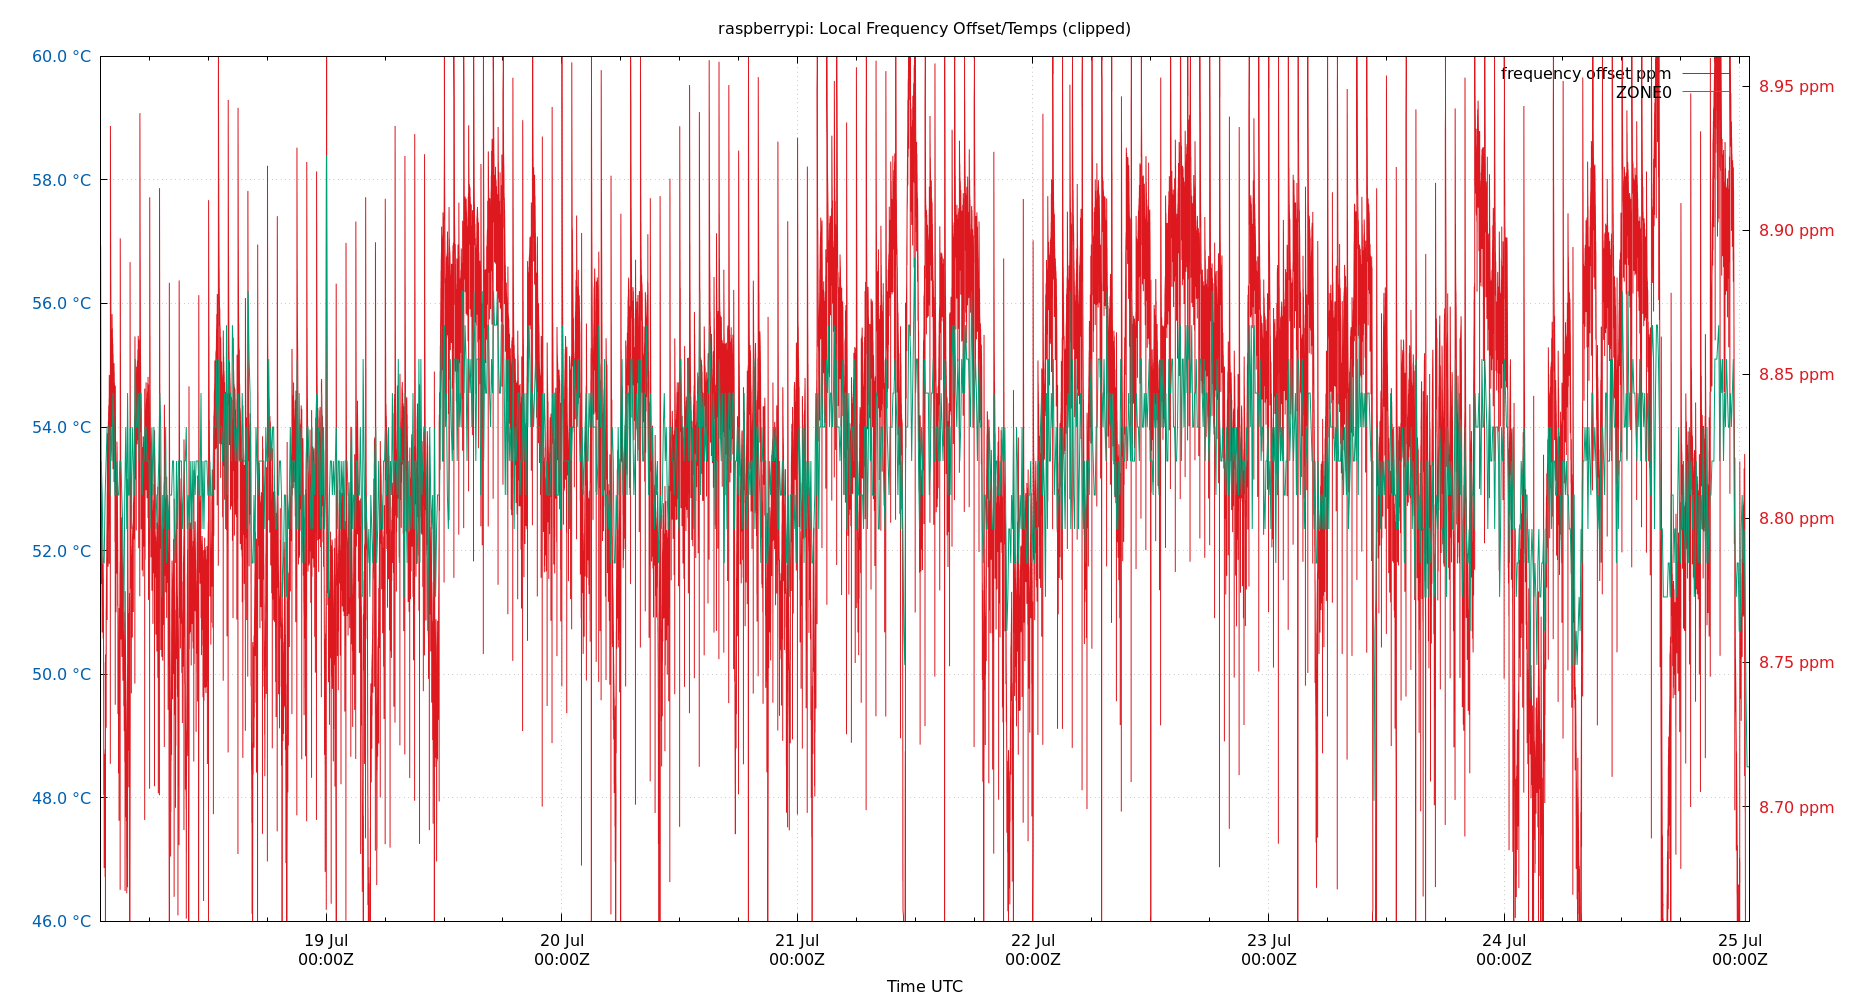 raspberrypi: Local Frequency Offset/Temps (clipped)
60.0 °C
58.0 °C
56.0 °C
54.0 °C
52.0 °C
50.0 °C
48.0 °C
46.0 °C
frequency offset ppm
ZONE0
8.95 ppm
8.90 ppm
8.85 ppm
8.80 ppm
8.75 ppm
8.70 ppm
19 Jul
00:00Z
20 Jul
00:00Z
21 Jul
00:00Z
22 Jul
00:00Z
23 Jul
00:00Z
24 Jul
00:00Z
25 Jul
00:00Z
Time UTC